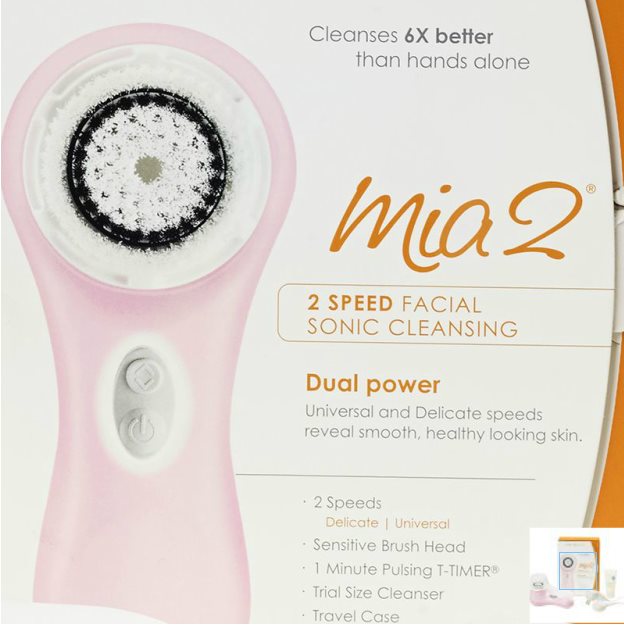 Cleanses 6X better
than hands alone
mia2®
2 SPEED FACIAL
SONIC CLEANSING
Dual power
Universal and Delicate speeds
reveal smooth, healthy looking skin.
· 2 Speeds
Delicate | Universal
· Sensitive Brush Head
· 1 Minute Pulsing T-TIMER®
· Trial Size Cleanser
· Travel Case
mia2